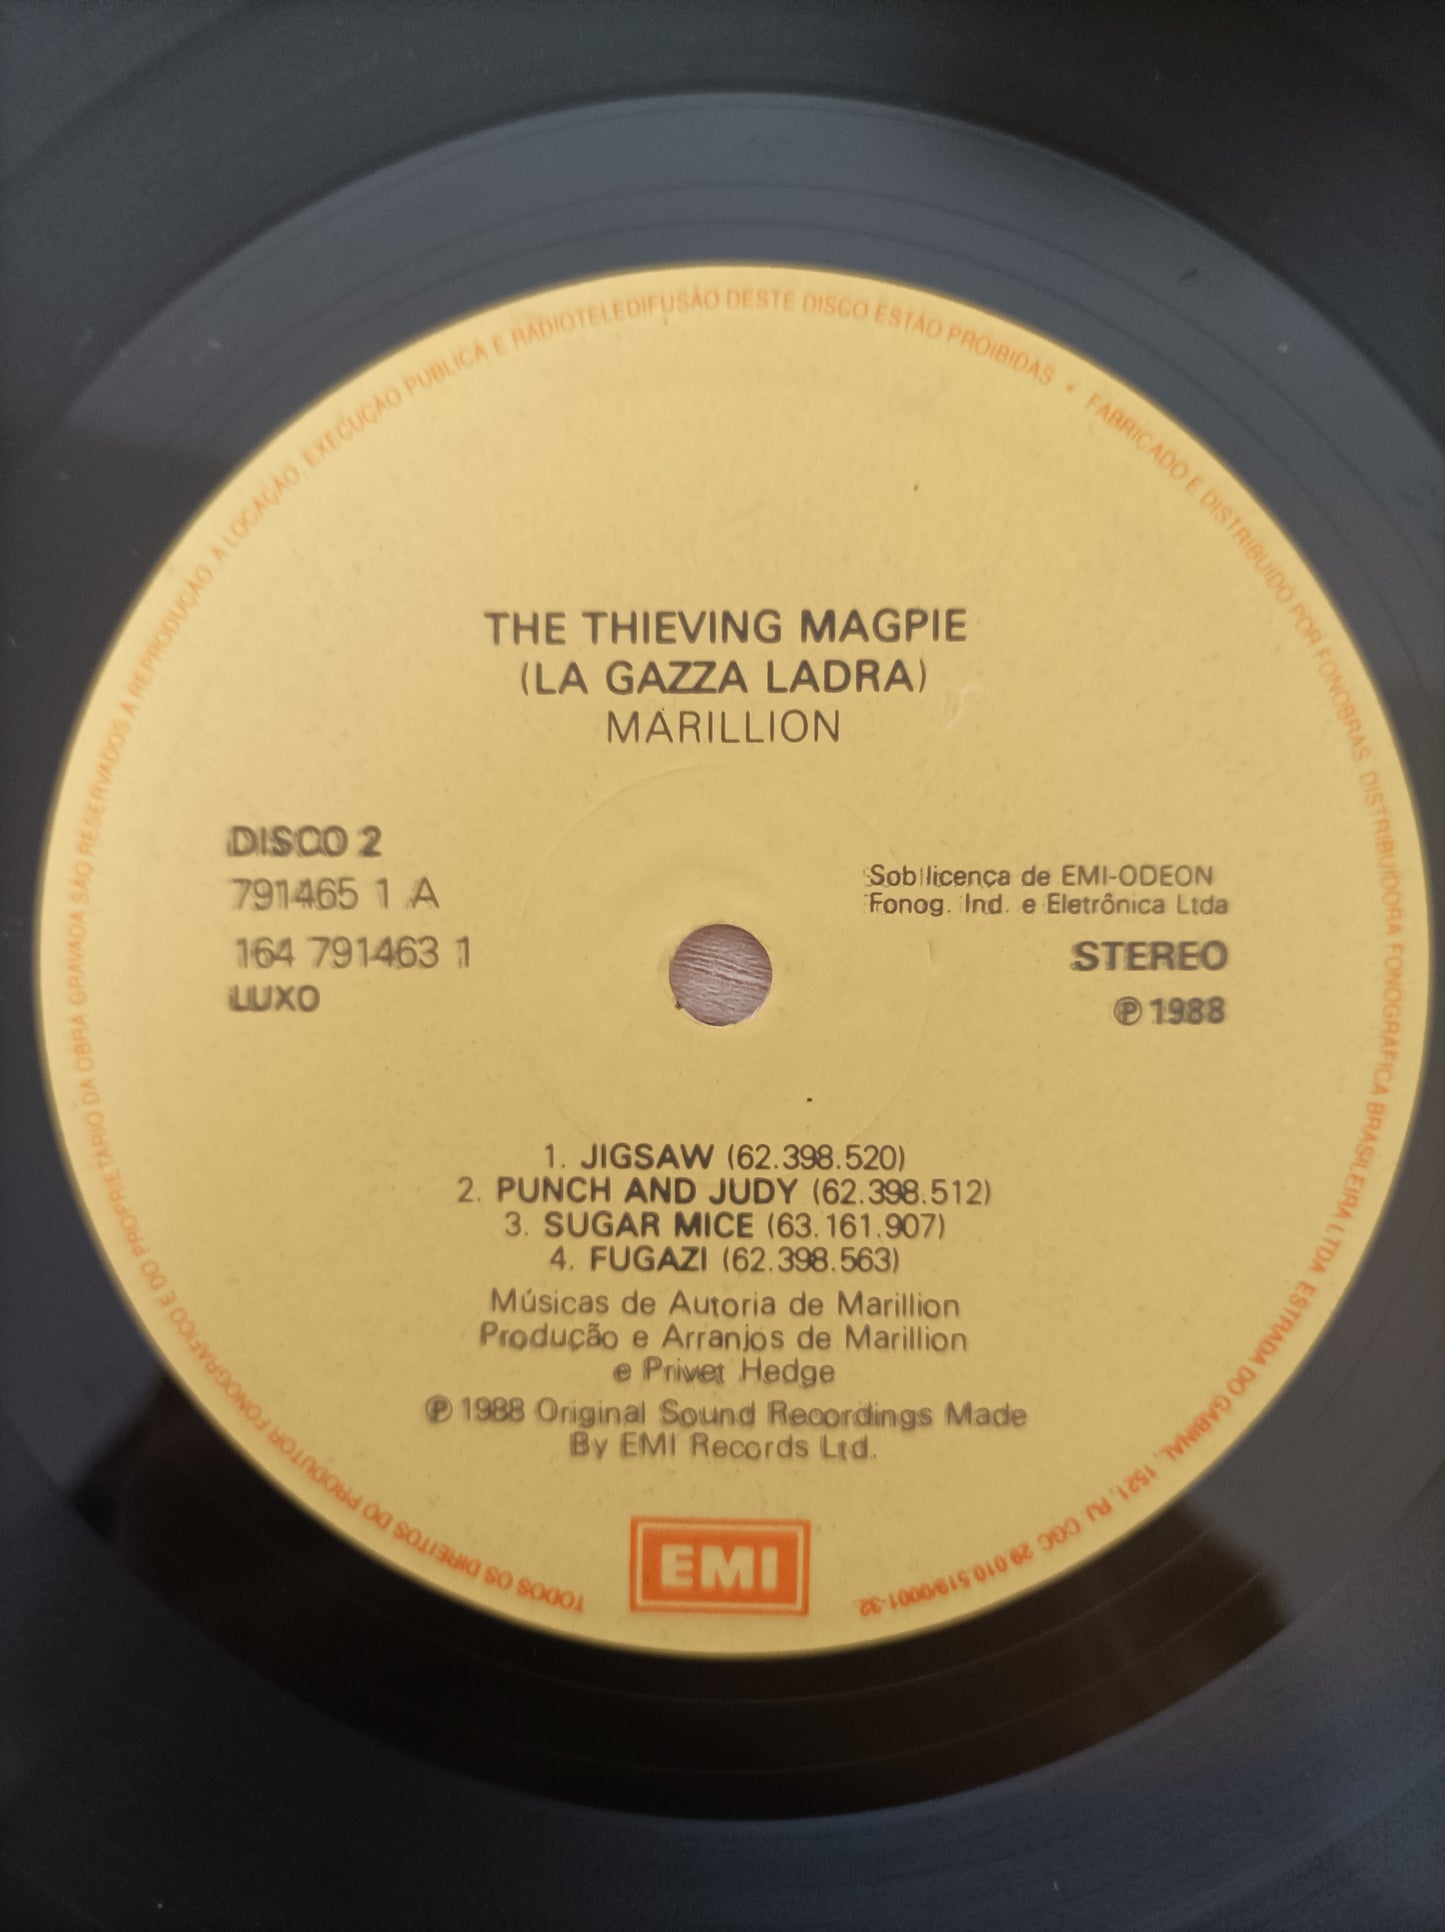 THE THIEVING MAGPIE
(LA GAZZA LADRA)
MARILLION
DISCO 2
791465 1 A
164 791463 1
LUXO
Sob licença de EMI-ODEON
Fonog. Ind. e Eletrônica Ltda
STEREO
℗ 1988
1. JIGSAW (62.398.520)
2. PUNCH AND JUDY (62.398.512)
3. SUGAR MICE (63.161.907)
4. FUGAZI (62.398.563)
Músicas de Autoria de Marillion
Produção e Arranjos de Marillion
e Privet Hedge
℗ 1988 Original Sound Recordings Made
By EMI Records Ltd.
EMI
TODOS OS DIREITOS DO PRODUTOR FONOGRÁFICO E DO PROPRIETÁRIO DA OBRA GRAVADA SÃO RESERVADOS A REPRODUÇÃO, A LOCAÇÃO, EXECUÇÃO PÚBLICA E RADIOTELEDIFUSÃO DESTE DISCO ESTÃO PROIBIDAS • FABRICADO E DISTRIBUÍDO POR FONOBRAS DISTRIBUIDORA FONOGRÁFICA BRASILEIRA LTDA ESTRADA DO GABINAL, 1521, RJ CGC 29.010.519/0001-32.